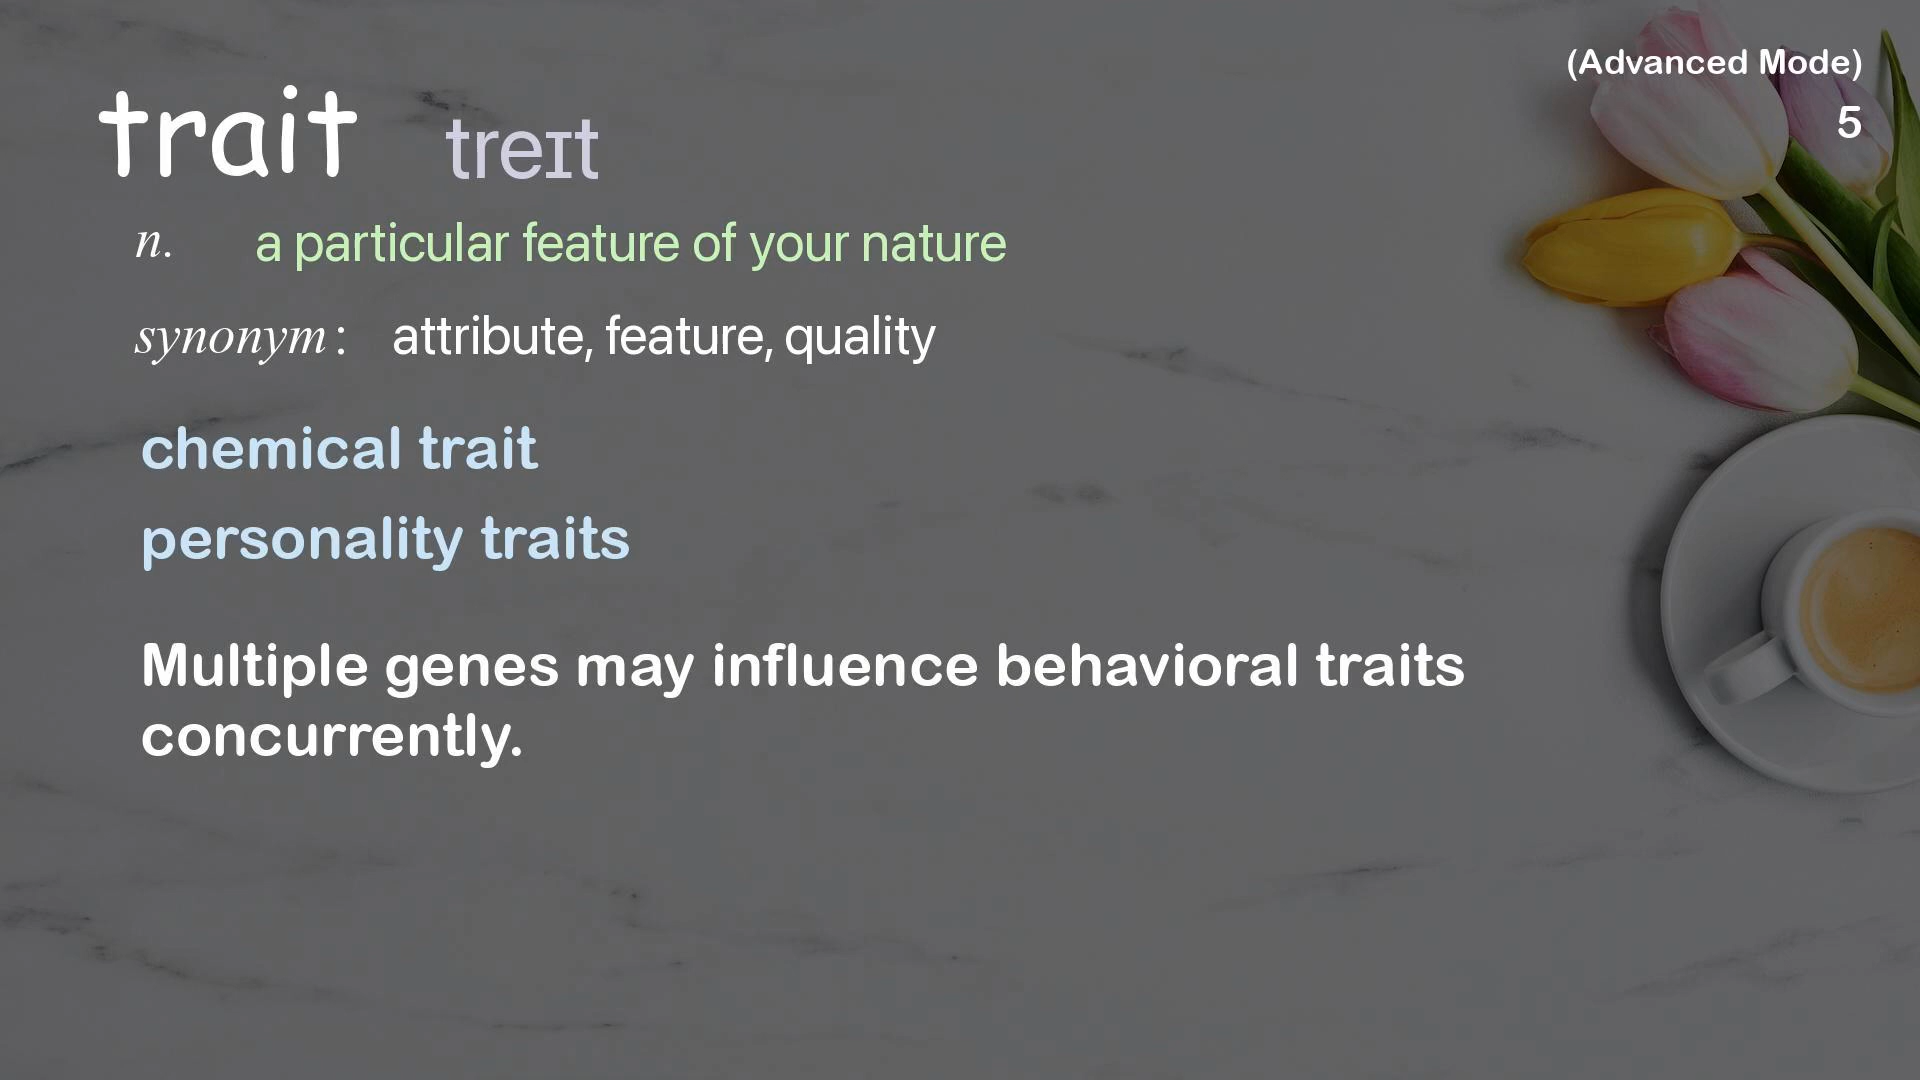 (Advanced Mode)
5
trait treɪt
n. a particular feature of your nature
synonym : attribute, feature, quality
chemical trait
personality traits
Multiple genes may influence behavioral traits
concurrently.